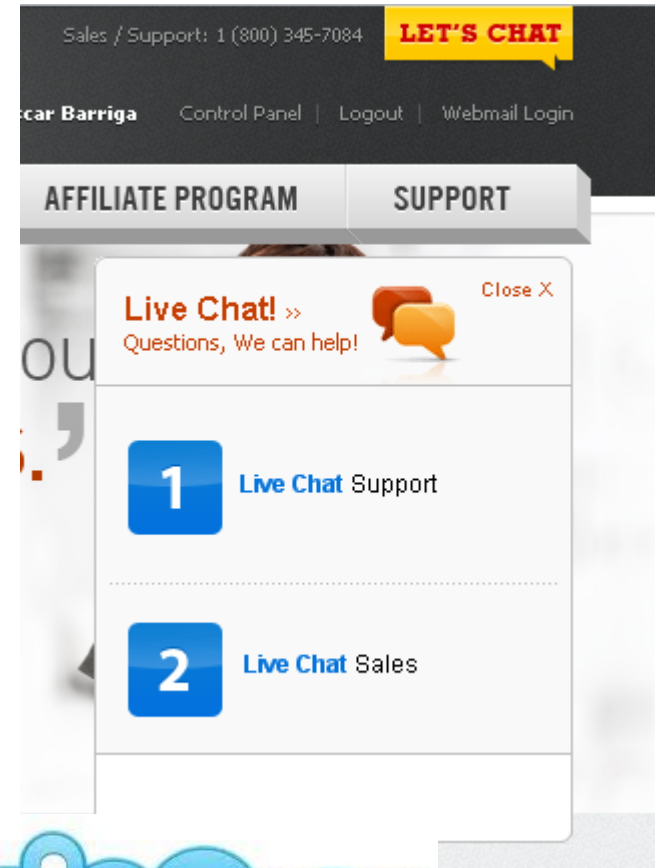 Sales / Support: 1 (800) 345-7084
LET'S CHAT
Barriga Control Panel | Logout | Webmail Login
AFFILIATE PROGRAM
SUPPORT
Live Chat! »
Questions, We can help!
Close X
ou
.’
1 Live Chat Support
2 Live Chat Sales